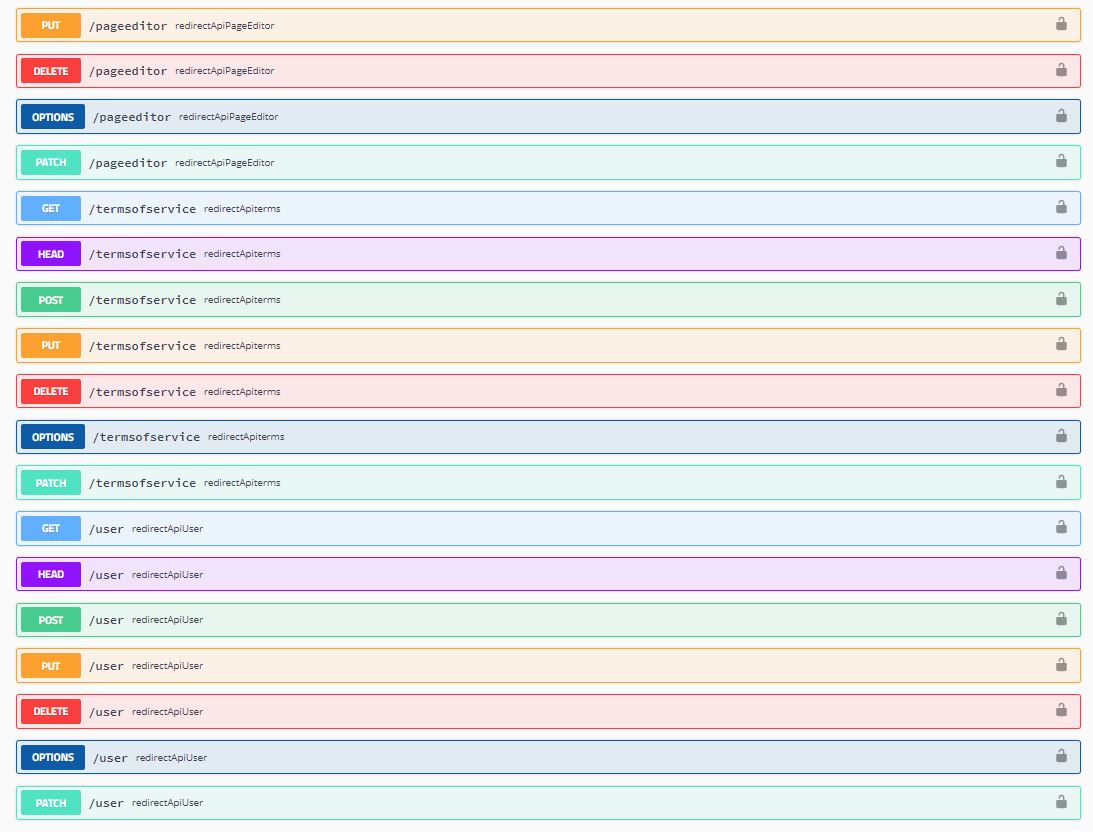 PUT /pageeditor redirectApiPageEditor
DELETE /pageeditor redirectApiPageEditor
OPTIONS /pageeditor redirectApiPageEditor
PATCH /pageeditor redirectApiPageEditor
GET /termsofservice redirectApiterms
HEAD /termsofservice redirectApiterms
POST /termsofservice redirectApiterms
PUT /termsofservice redirectApiterms
DELETE /termsofservice redirectApiterms
OPTIONS /termsofservice redirectApiterms
PATCH /termsofservice redirectApiterms
GET /user redirectApiUser
HEAD /user redirectApiUser
POST /user redirectApiUser
PUT /user redirectApiUser
DELETE /user redirectApiUser
OPTIONS /user redirectApiUser
PATCH /user redirectApiUser